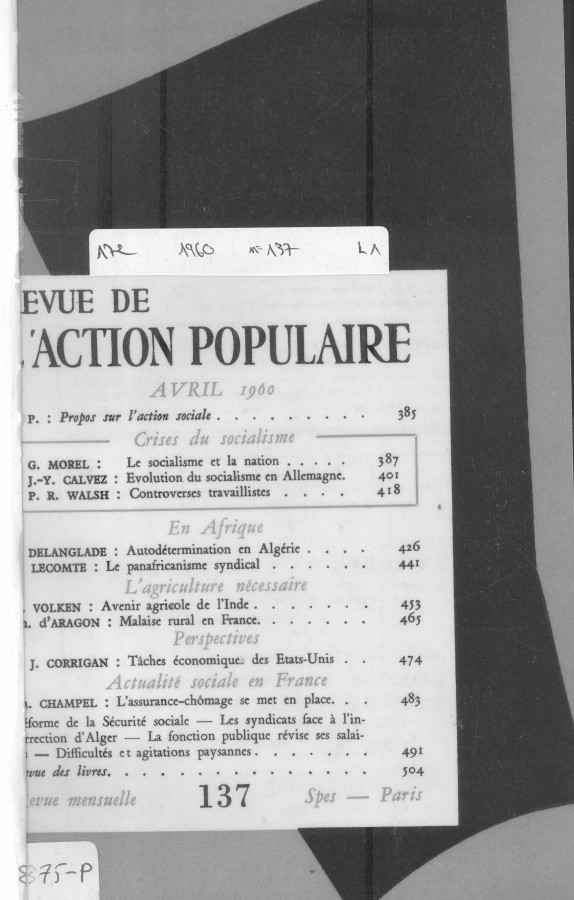 17e 1960 n° 137 L1
EVUE DE
L'ACTION POPULAIRE
AVRIL 1960
P. : Propos sur l'action sociale . . . . . . . . . 385
Crises du socialisme
G. MOREL : Le socialisme et la nation . . . . . 387
J.-Y. CALVEZ : Evolution du socialisme en Allemagne. 401
P. R. WALSH : Controverses travaillistes . . . . 418
En Afrique
DELANGLADE : Autodétermination en Algérie . . . . 426
LECOMTE : Le panafricanisme syndical . . . . . . 441
L'agriculture nécessaire
VOLKEN : Avenir agricole de l'Inde . . . . . . . 453
d'ARAGON : Malaise rural en France. . . . . . . 465
Perspectives
J. CORRIGAN : Tâches économique des Etats-Unis . . 474
Actualité sociale en France
CHAMPEL : L'assurance-chômage se met en place. . . 483
éforme de la Sécurité sociale — Les syndicats face à l'in-
rrection d'Alger — La fonction publique révise ses salai-
— Difficultés et agitations paysannes . . . . . . . 491
vue des livres. . . . . . . . . . . . . . . . 504
evue mensuelle 137 Spes — Paris
875-P